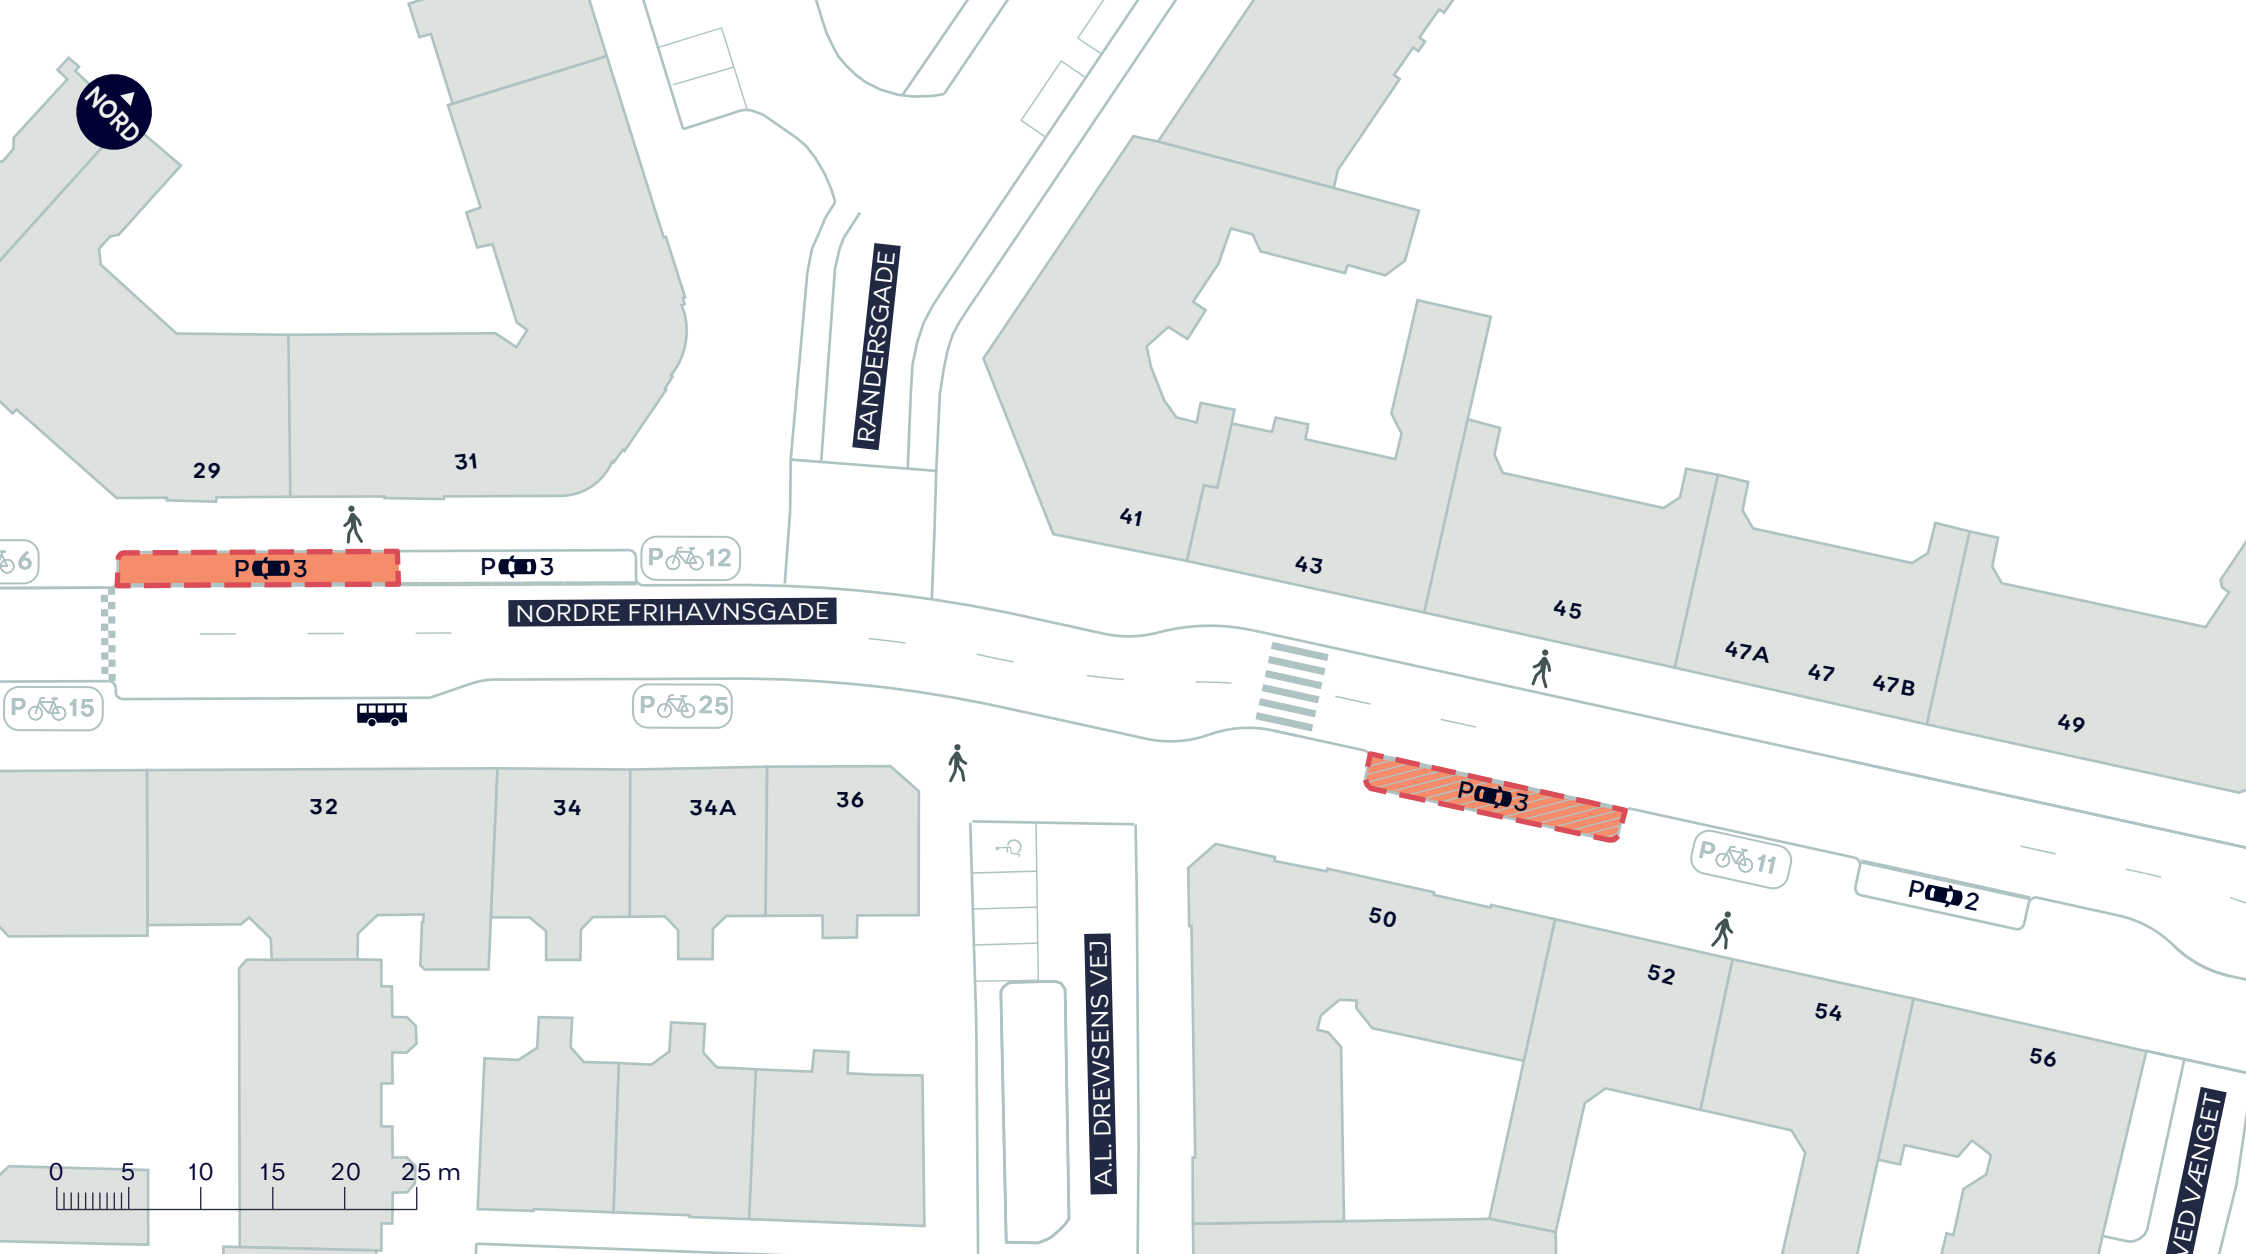 NORD
RANDERSGADE
29
31
41
43
45
47A
47
47B
49
6
P 3
P 3
P 12
NORDRE FRIHAVNSGADE
P 15
P 25
P 3
P 11
P 2
32
34
34A
36
50
52
54
56
A.L. DREWSENS VEJ
VED VÆNGET
0 5 10 15 20 25 m